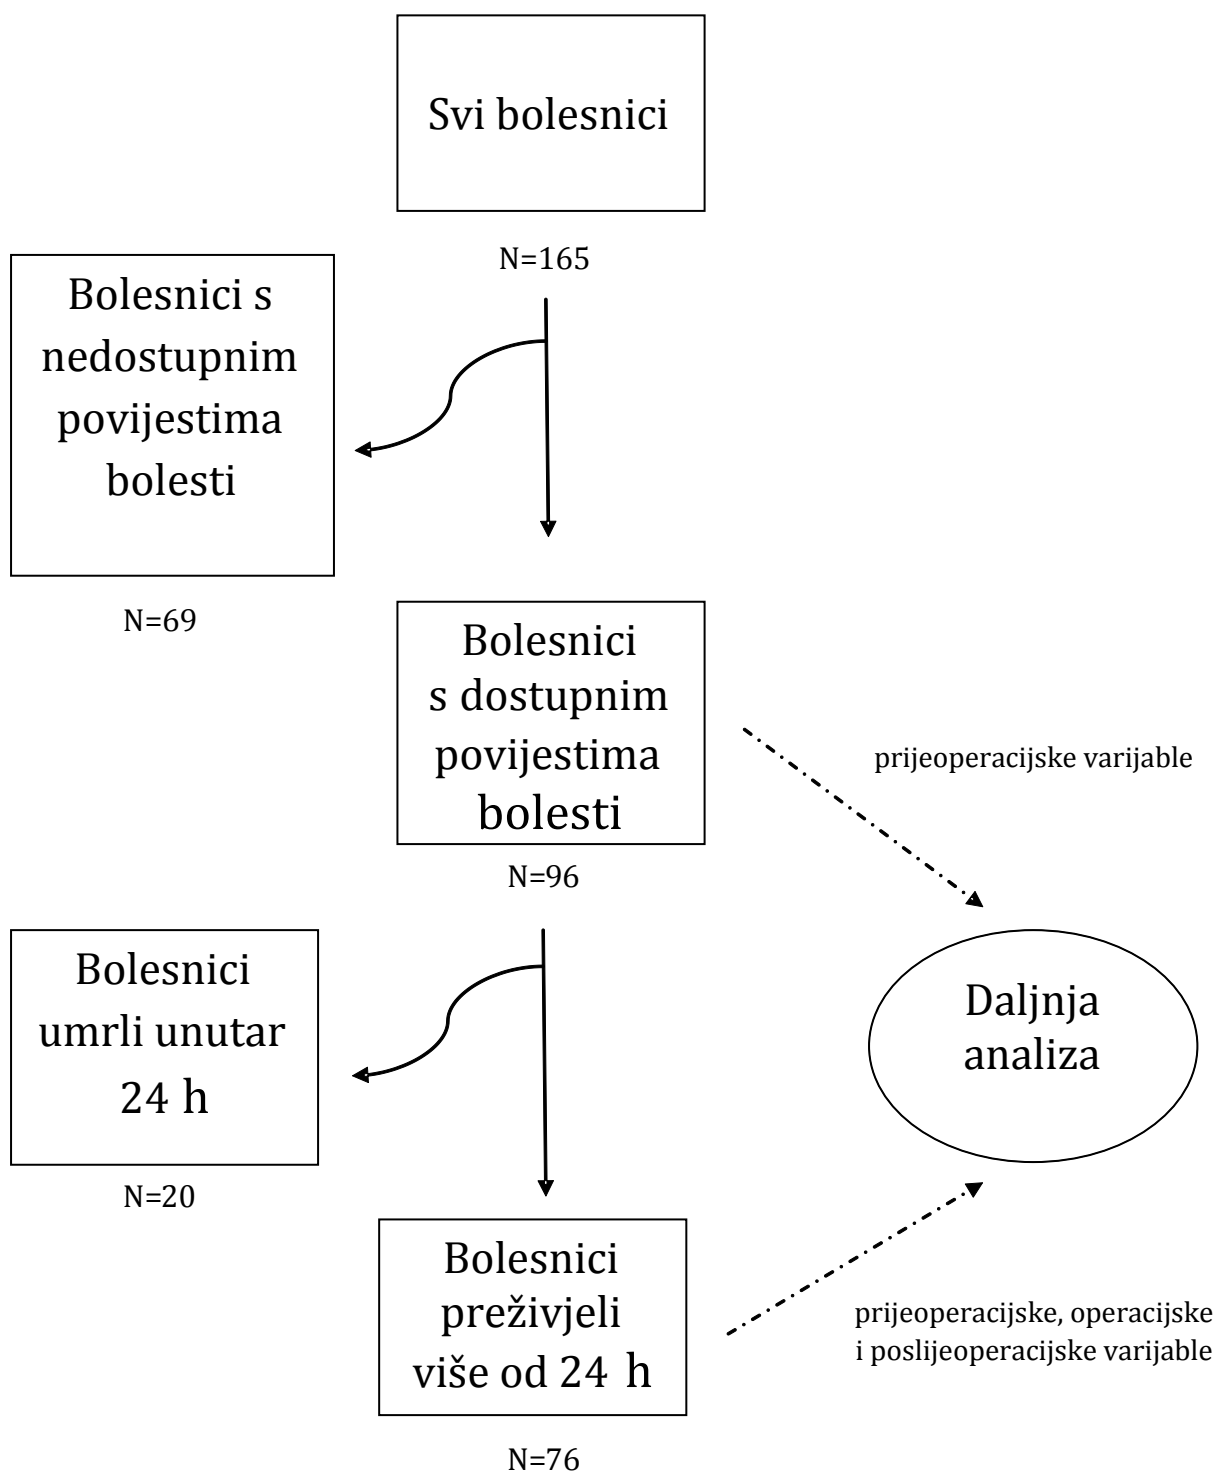 Svi bolesnici
N=165
Bolesnici s
nedostupnim
povijestima
bolesti
N=69
Bolesnici
s dostupnim
povijestima
bolesti
N=96
prijeoperacijske varijable
Bolesnici
umrli unutar
24 h
N=20
Daljnja
analiza
Bolesnici
preživjeli
više od 24 h
N=76
prijeoperacijske, operacijske
i poslijeoperacijske varijable